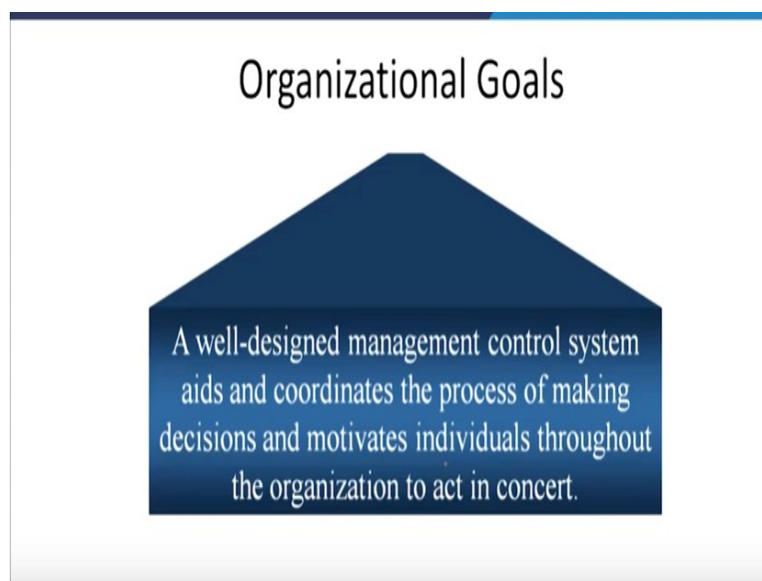 Organizational Goals
A well-designed management control system
aids and coordinates the process of making
decisions and motivates individuals throughout
the organization to act in concert.